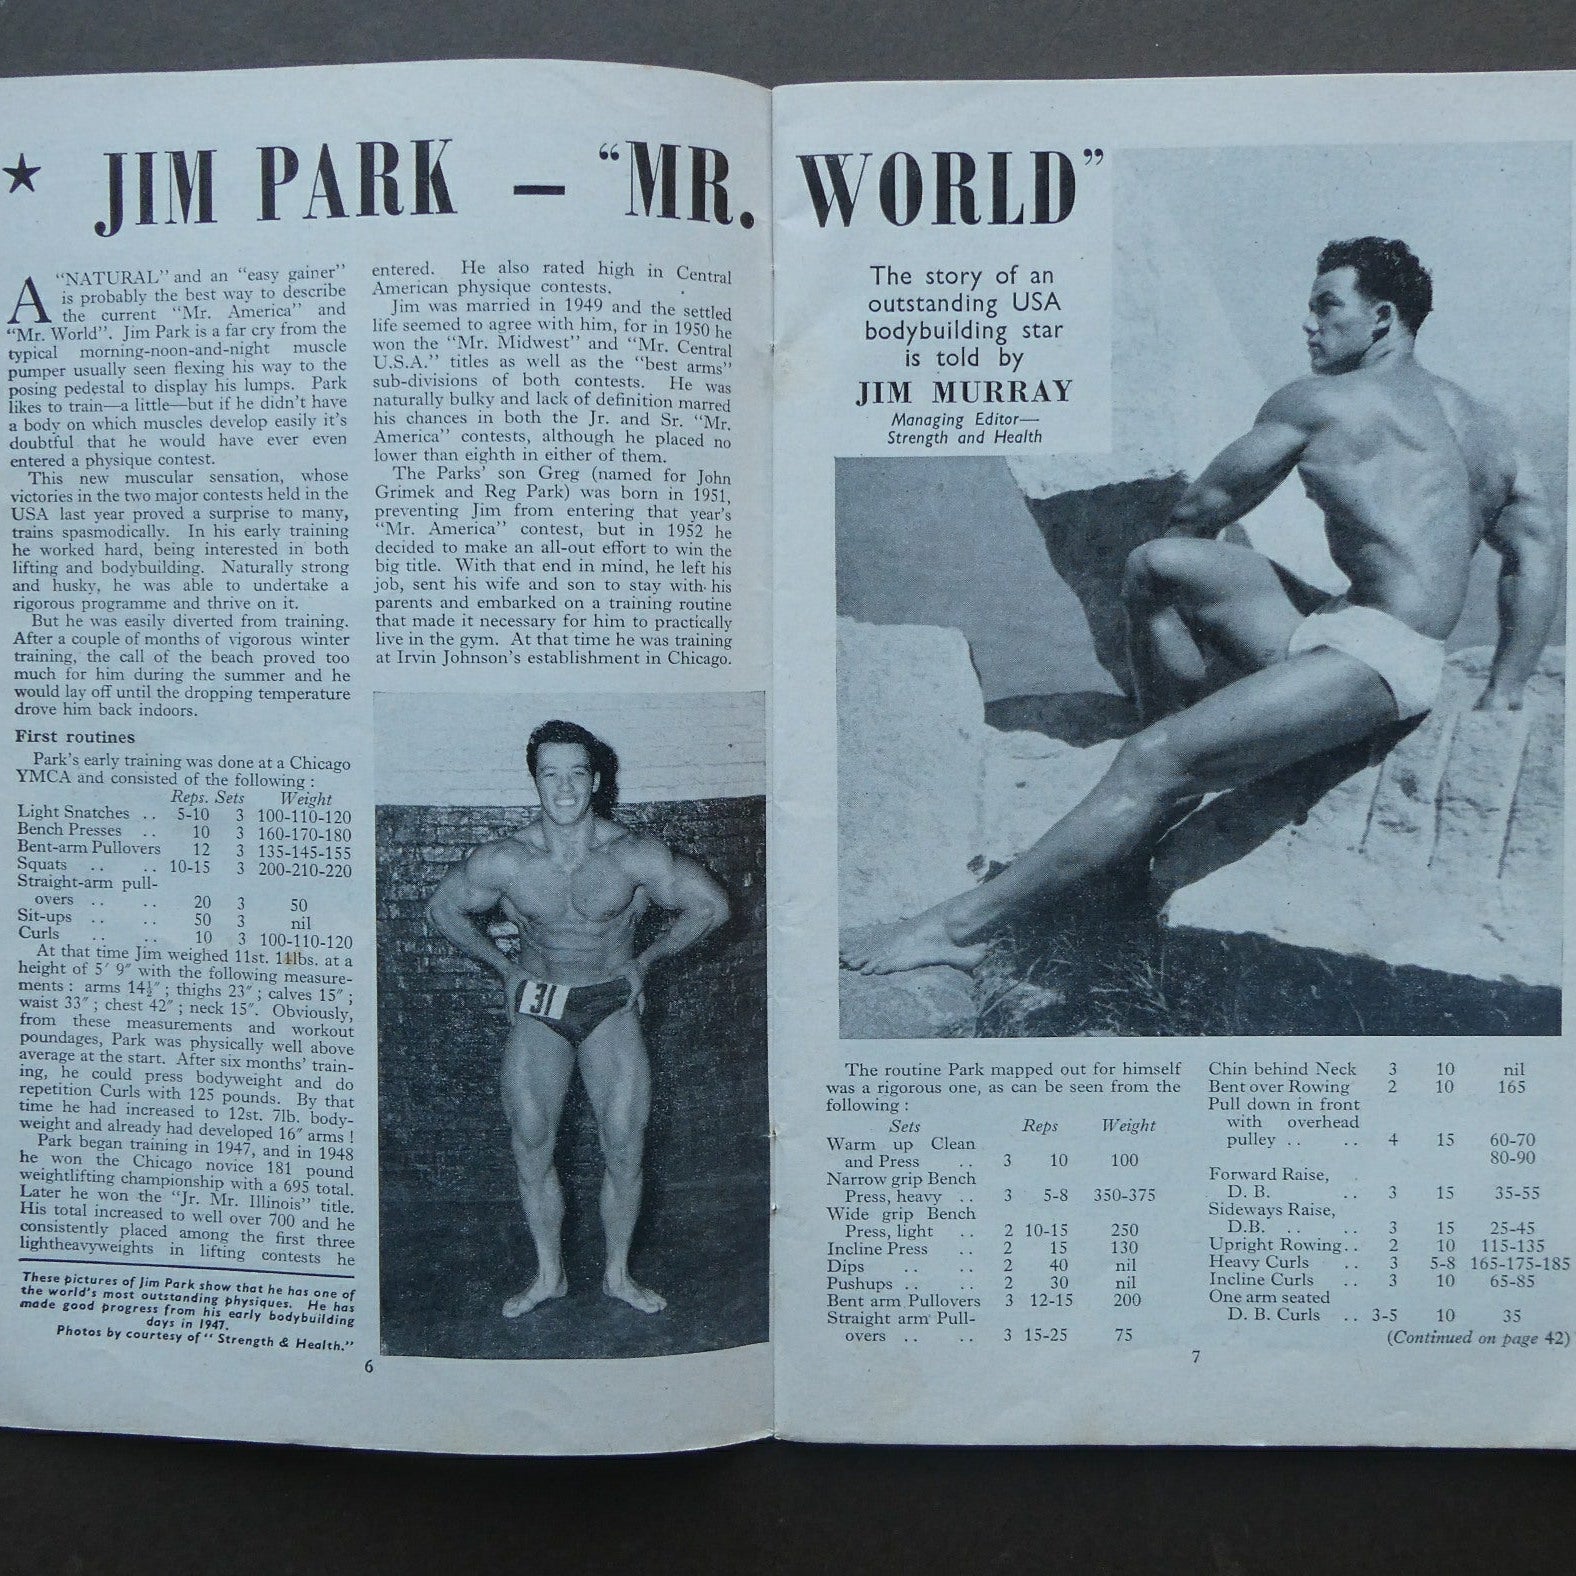 ★ JIM PARK — “MR. WORLD”
A “NATURAL” and an “easy gainer”
is probably the best way to describe
the current “Mr. America” and
“Mr. World”. Jim Park is a far cry from the
typical morning-noon-and-night muscle
pumper usually seen flexing his way to the
posing pedestal to display his lumps. Park
likes to train—a little—but if he didn’t have
a body on which muscles develop easily it’s
doubtful that he would have ever even
entered a physique contest.
This new muscular sensation, whose
victories in the two major contests held in the
USA last year proved a surprise to many,
trains spasmodically. In his early training
he worked hard, being interested in both
lifting and bodybuilding. Naturally strong
and husky, he was able to undertake a
rigorous programme and thrive on it.
But he was easily diverted from training.
After a couple of months of vigorous winter
training, the call of the beach proved too
much for him during the summer and he
would lay off until the dropping temperature
drove him back indoors.
First routines
Park’s early training was done at a Chicago
YMCA and consisted of the following :
Reps. Sets Weight
Light Snatches .. 5-10 3 100-110-120
Bench Presses .. 10 3 160-170-180
Bent-arm Pullovers 12 3 135-145-155
Squats .. .. 10-15 3 200-210-220
Straight-arm pull-
overs .. .. 20 3 50
Sit-ups .. .. 50 3 nil
Curls .. .. 10 3 100-110-120
At that time Jim weighed 11st. 11lbs. at a
height of 5′ 9″ with the following measure-
ments : arms 14½″ ; thighs 23″ ; calves 15″ ;
waist 33″ ; chest 42″ ; neck 15″. Obviously,
from these measurements and workout
poundages, Park was physically well above
average at the start. After six months’ train-
ing, he could press bodyweight and do
repetition Curls with 125 pounds. By that
time he had increased to 12st. 7lb. body-
weight and already had developed 16″ arms !
Park began training in 1947, and in 1948
he won the Chicago novice 181 pound
weightlifting championship with a 695 total.
Later he won the “Jr. Mr. Illinois” title.
His total increased to well over 700 and he
consistently placed among the first three
lightheavyweights in lifting contests he
These pictures of Jim Park show that he has one of
the world’s most outstanding physiques. He has
made good progress from his early bodybuilding
days in 1947.
Photos by courtesy of “ Strength & Health.”
entered. He also rated high in Central
American physique contests.
Jim was married in 1949 and the settled
life seemed to agree with him, for in 1950 he
won the “Mr. Midwest” and “Mr. Central
U.S.A.” titles as well as the “best arms”
sub-divisions of both contests. He was
naturally bulky and lack of definition marred
his chances in both the Jr. and Sr. “Mr.
America” contests, although he placed no
lower than eighth in either of them.
The Parks’ son Greg (named for John
Grimek and Reg Park) was born in 1951,
preventing Jim from entering that year’s
“Mr. America” contest, but in 1952 he
decided to make an all-out effort to win the
big title. With that end in mind, he left his
job, sent his wife and son to stay with his
parents and embarked on a training routine
that made it necessary for him to practically
live in the gym. At that time he was training
at Irvin Johnson’s establishment in Chicago.
31
6
The story of an
outstanding USA
bodybuilding star
is told by
JIM MURRAY
Managing Editor—
Strength and Health
The routine Park mapped out for himself
was a rigorous one, as can be seen from the
following :
Sets Reps Weight
Warm up Clean
and Press .. 3 10 100
Narrow grip Bench
Press, heavy .. 3 5-8 350-375
Wide grip Bench
Press, light .. 2 10-15 250
Incline Press .. 2 15 130
Dips .. .. 2 40 nil
Pushups .. .. 2 30 nil
Bent arm Pullovers 3 12-15 200
Straight arm Pull-
overs .. .. 3 15-25 75
Chin behind Neck 3 10 nil
Bent over Rowing 2 10 165
Pull down in front
with overhead
pulley .. .. 4 15 60-70
80-90
Forward Raise,
D. B. .. 3 15 35-55
Sideways Raise,
D.B. .. .. 3 15 25-45
Upright Rowing .. 2 10 115-135
Heavy Curls .. 3 5-8 165-175-185
Incline Curls .. 3 10 65-85
One arm seated
D. B. Curls .. 3-5 10 35
(Continued on page 42)
7